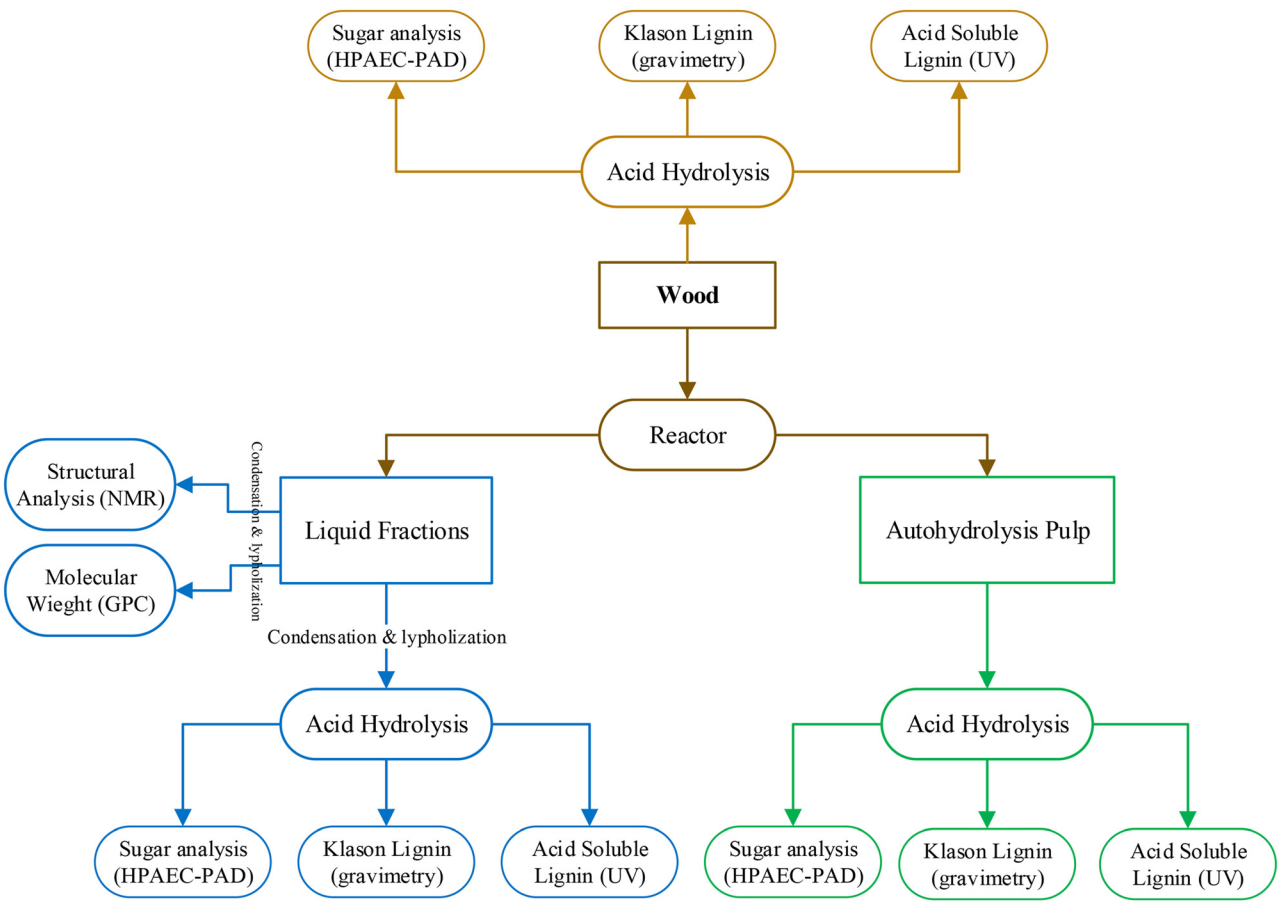 Sugar analysis
(HPAEC-PAD)
Klason Lignin
(gravimetry)
Acid Soluble
Lignin (UV)
Acid Hydrolysis
Wood
Reactor
Structural
Analysis (NMR)
Molecular
Wieght (GPC)
Condensation & lypholization
Liquid Fractions
Autohydrolysis Pulp
Condensation & lypholization
Acid Hydrolysis
Acid Hydrolysis
Sugar analysis
(HPAEC-PAD)
Klason Lignin
(gravimetry)
Acid Soluble
Lignin (UV)
Sugar analysis
(HPAEC-PAD)
Klason Lignin
(gravimetry)
Acid Soluble
Lignin (UV)